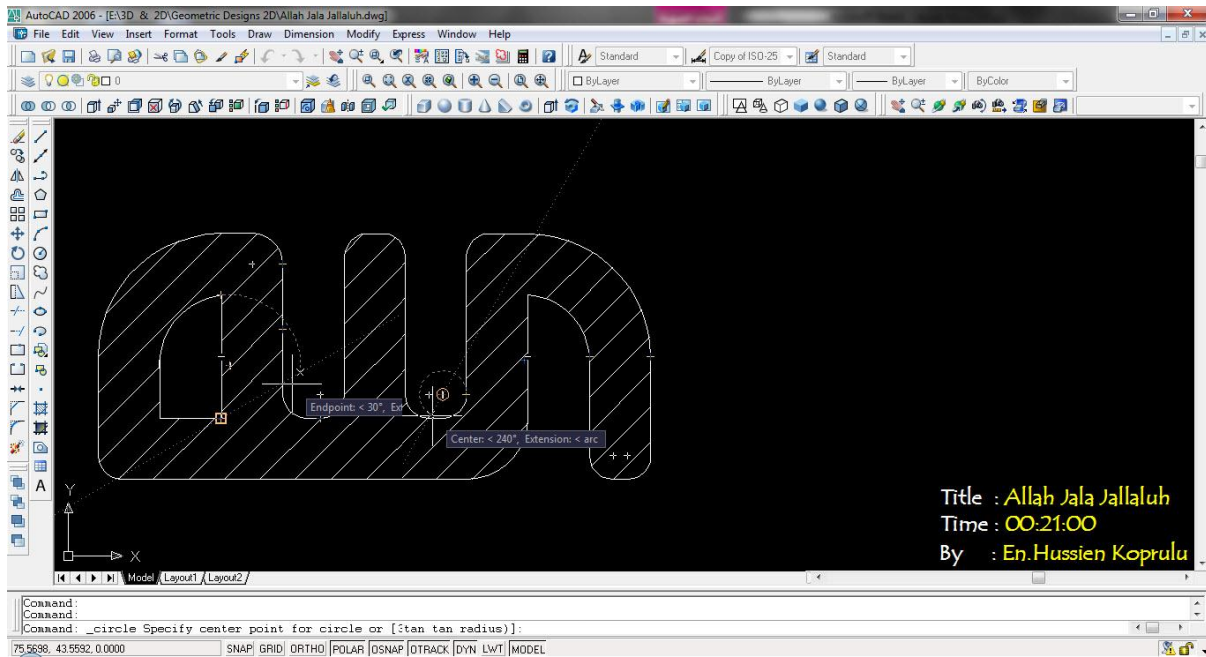 AutoCAD 2006 - [E:\3D & 2D\Geometric Designs 2D\Allah Jala Jallaluh.dwg]
File Edit View Insert Format Tools Draw Dimension Modify Express Window Help
Standard Copy of ISO-25 Standard
0 ByLayer ByLayer ByLayer ByColor
Endpoint: < 30°, Ext
Center: < 240°, Extension: < arc
A
Y
X
Title : Allah Jala Jallaluh
Time : 00:21:00
By : En.Hussien Koprulu
Model Layout1 Layout2
Command:
Command:
Command: _circle Specify center point for circle or [3tan tan radius)]:
75.5698, 43.5592, 0.0000 SNAP GRID ORTHO POLAR OSNAP OTRACK DYN LWT MODEL